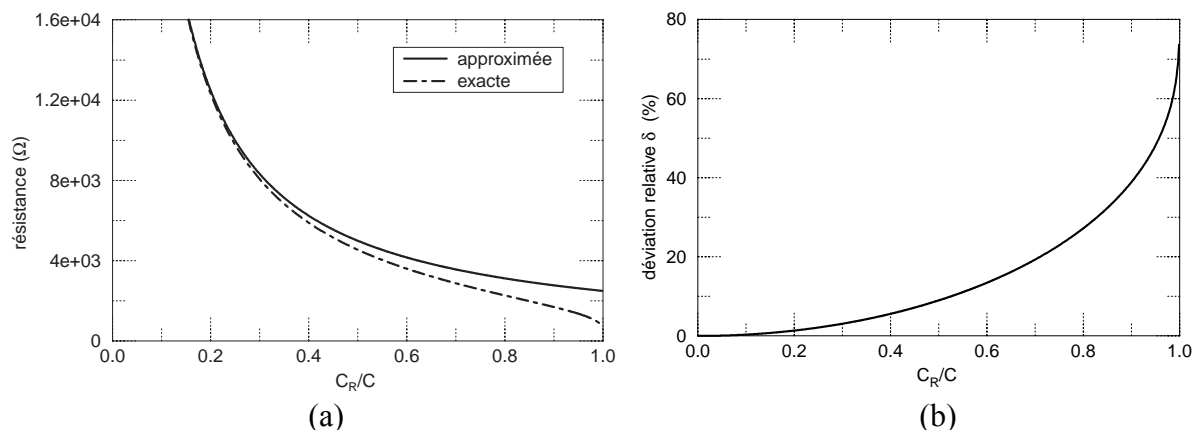 1.6e+04
1.2e+04
8e+03
4e+03
0
résistance (Ω)
approximée
exacte
0.0 0.2 0.4 0.6 0.8 1.0
C_R/C
(a)
80
60
40
20
0
déviation relative δ (%)
0.0 0.2 0.4 0.6 0.8 1.0
C_R/C
(b)